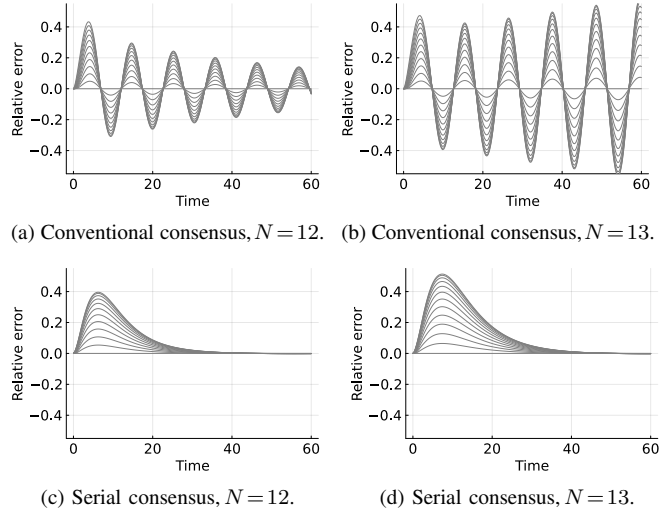 Relative error
0.4
0.2
0.0
−0.2
−0.4
0 20 40 60
Time
(a) Conventional consensus, N = 12.
Relative error
0.4
0.2
0.0
−0.2
−0.4
0 20 40 60
Time
(b) Conventional consensus, N = 13.
Relative error
0.4
0.2
0.0
−0.2
−0.4
0 20 40 60
Time
(c) Serial consensus, N = 12.
Relative error
0.4
0.2
0.0
−0.2
−0.4
0 20 40 60
Time
(d) Serial consensus, N = 13.